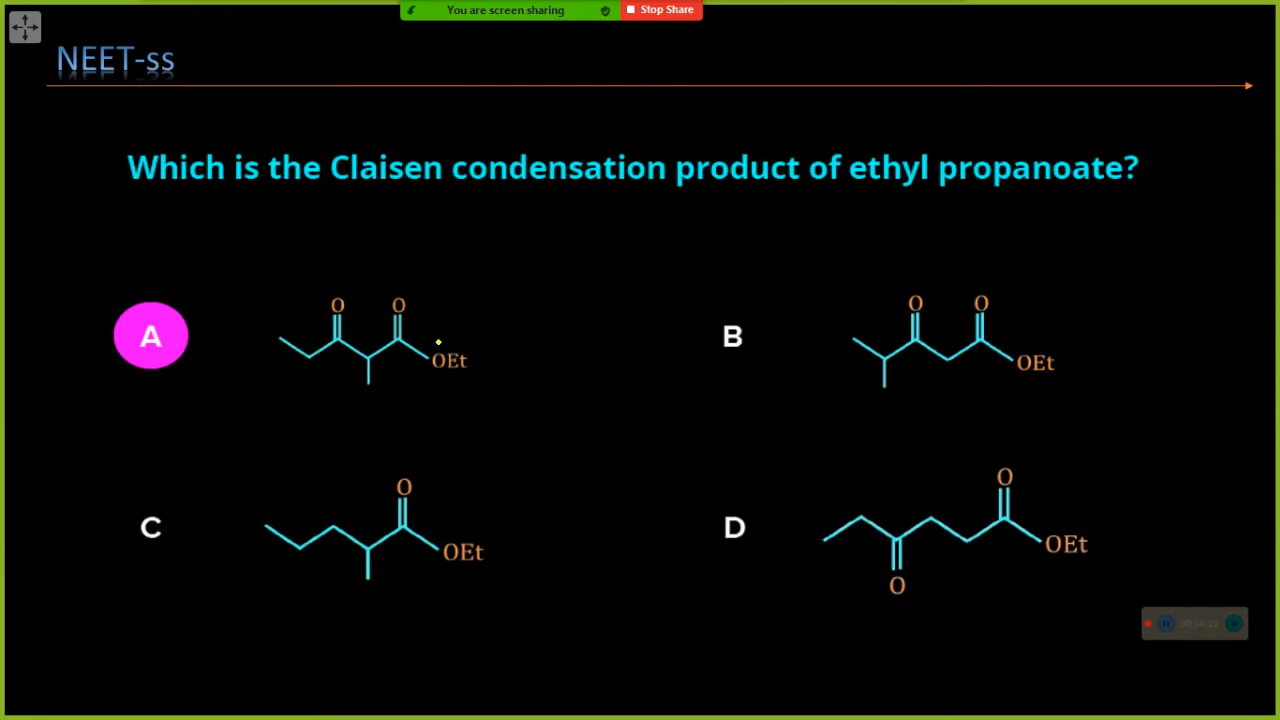 You are screen sharing
Stop Share
NEET-ss
Which is the Claisen condensation product of ethyl propanoate?
A
O O
OEt
B
O O
OEt
C
O
OEt
D
O
OEt
O